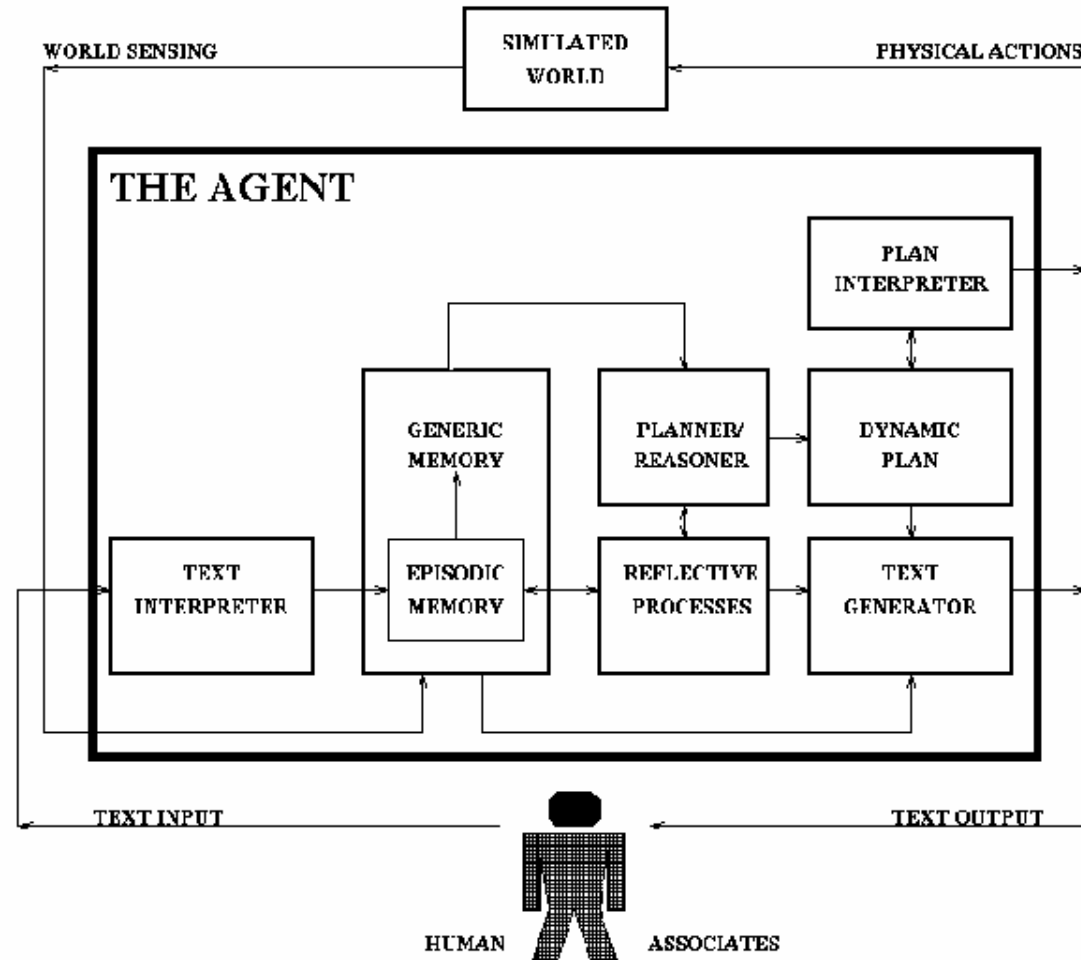 SIMULATED
WORLD
WORLD SENSING
PHYSICAL ACTIONS
THE AGENT
PLAN
INTERPRETER
GENERIC
MEMORY
PLANNER/
REASONER
DYNAMIC
PLAN
TEXT
INTERPRETER
EPISODIC
MEMORY
REFLECTIVE
PROCESSES
TEXT
GENERATOR
TEXT INPUT
TEXT OUTPUT
HUMAN ASSOCIATES